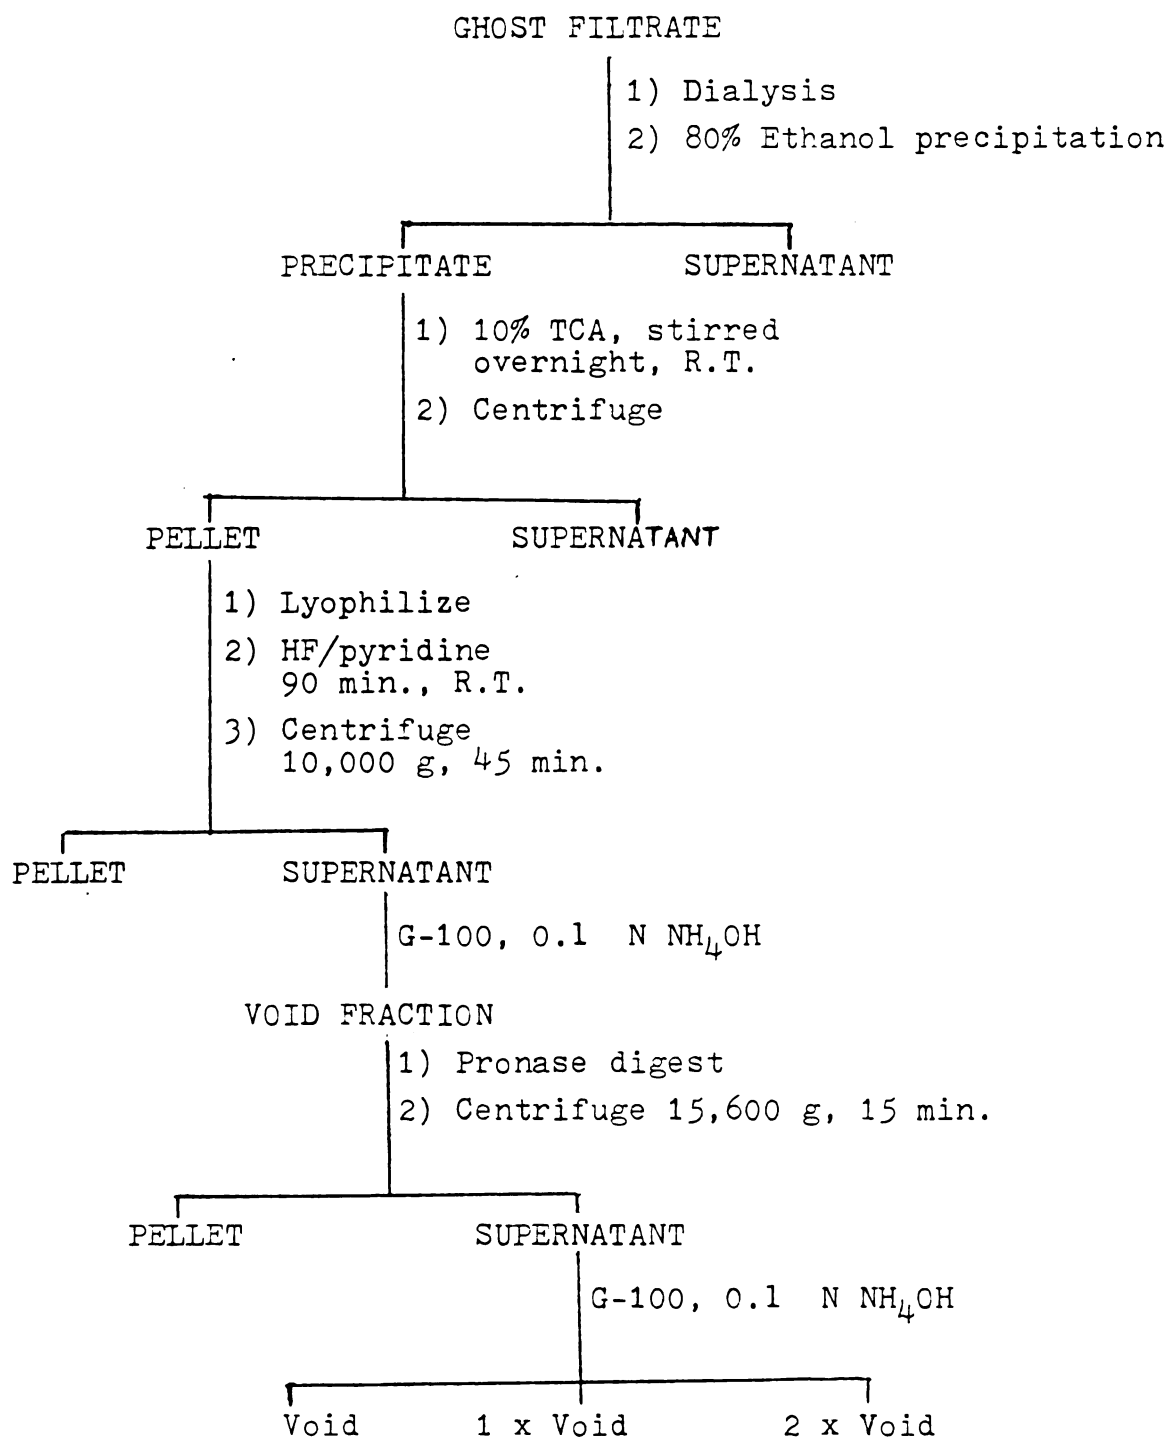 GHOST FILTRATE
1) Dialysis
2) 80% Ethanol precipitation
PRECIPITATE
SUPERNATANT
1) 10% TCA, stirred
overnight, R.T.
2) Centrifuge
PELLET
SUPERNATANT
1) Lyophilize
2) HF/pyridine
90 min., R.T.
3) Centrifuge
10,000 g, 45 min.
PELLET
SUPERNATANT
G-100, 0.1 N NH₄OH
VOID FRACTION
1) Pronase digest
2) Centrifuge 15,600 g, 15 min.
PELLET
SUPERNATANT
G-100, 0.1 N NH₄OH
Void
1 x Void
2 x Void